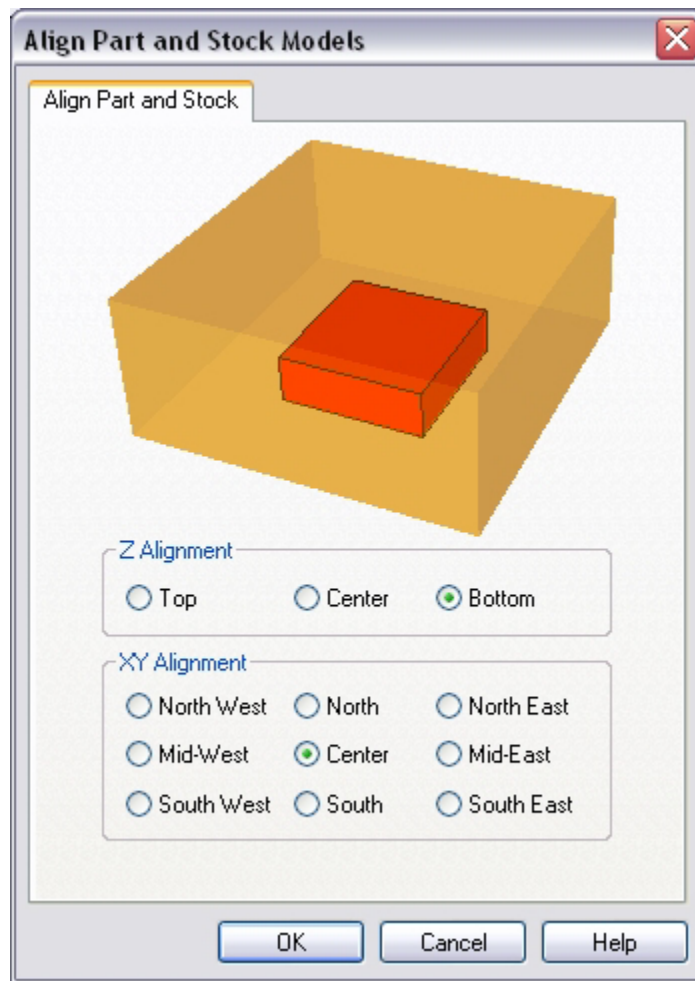 Align Part and Stock Models
Align Part and Stock
Z Alignment
Top Center Bottom
XY Alignment
North West North North East
Mid-West Center Mid-East
South West South South East
OK Cancel Help